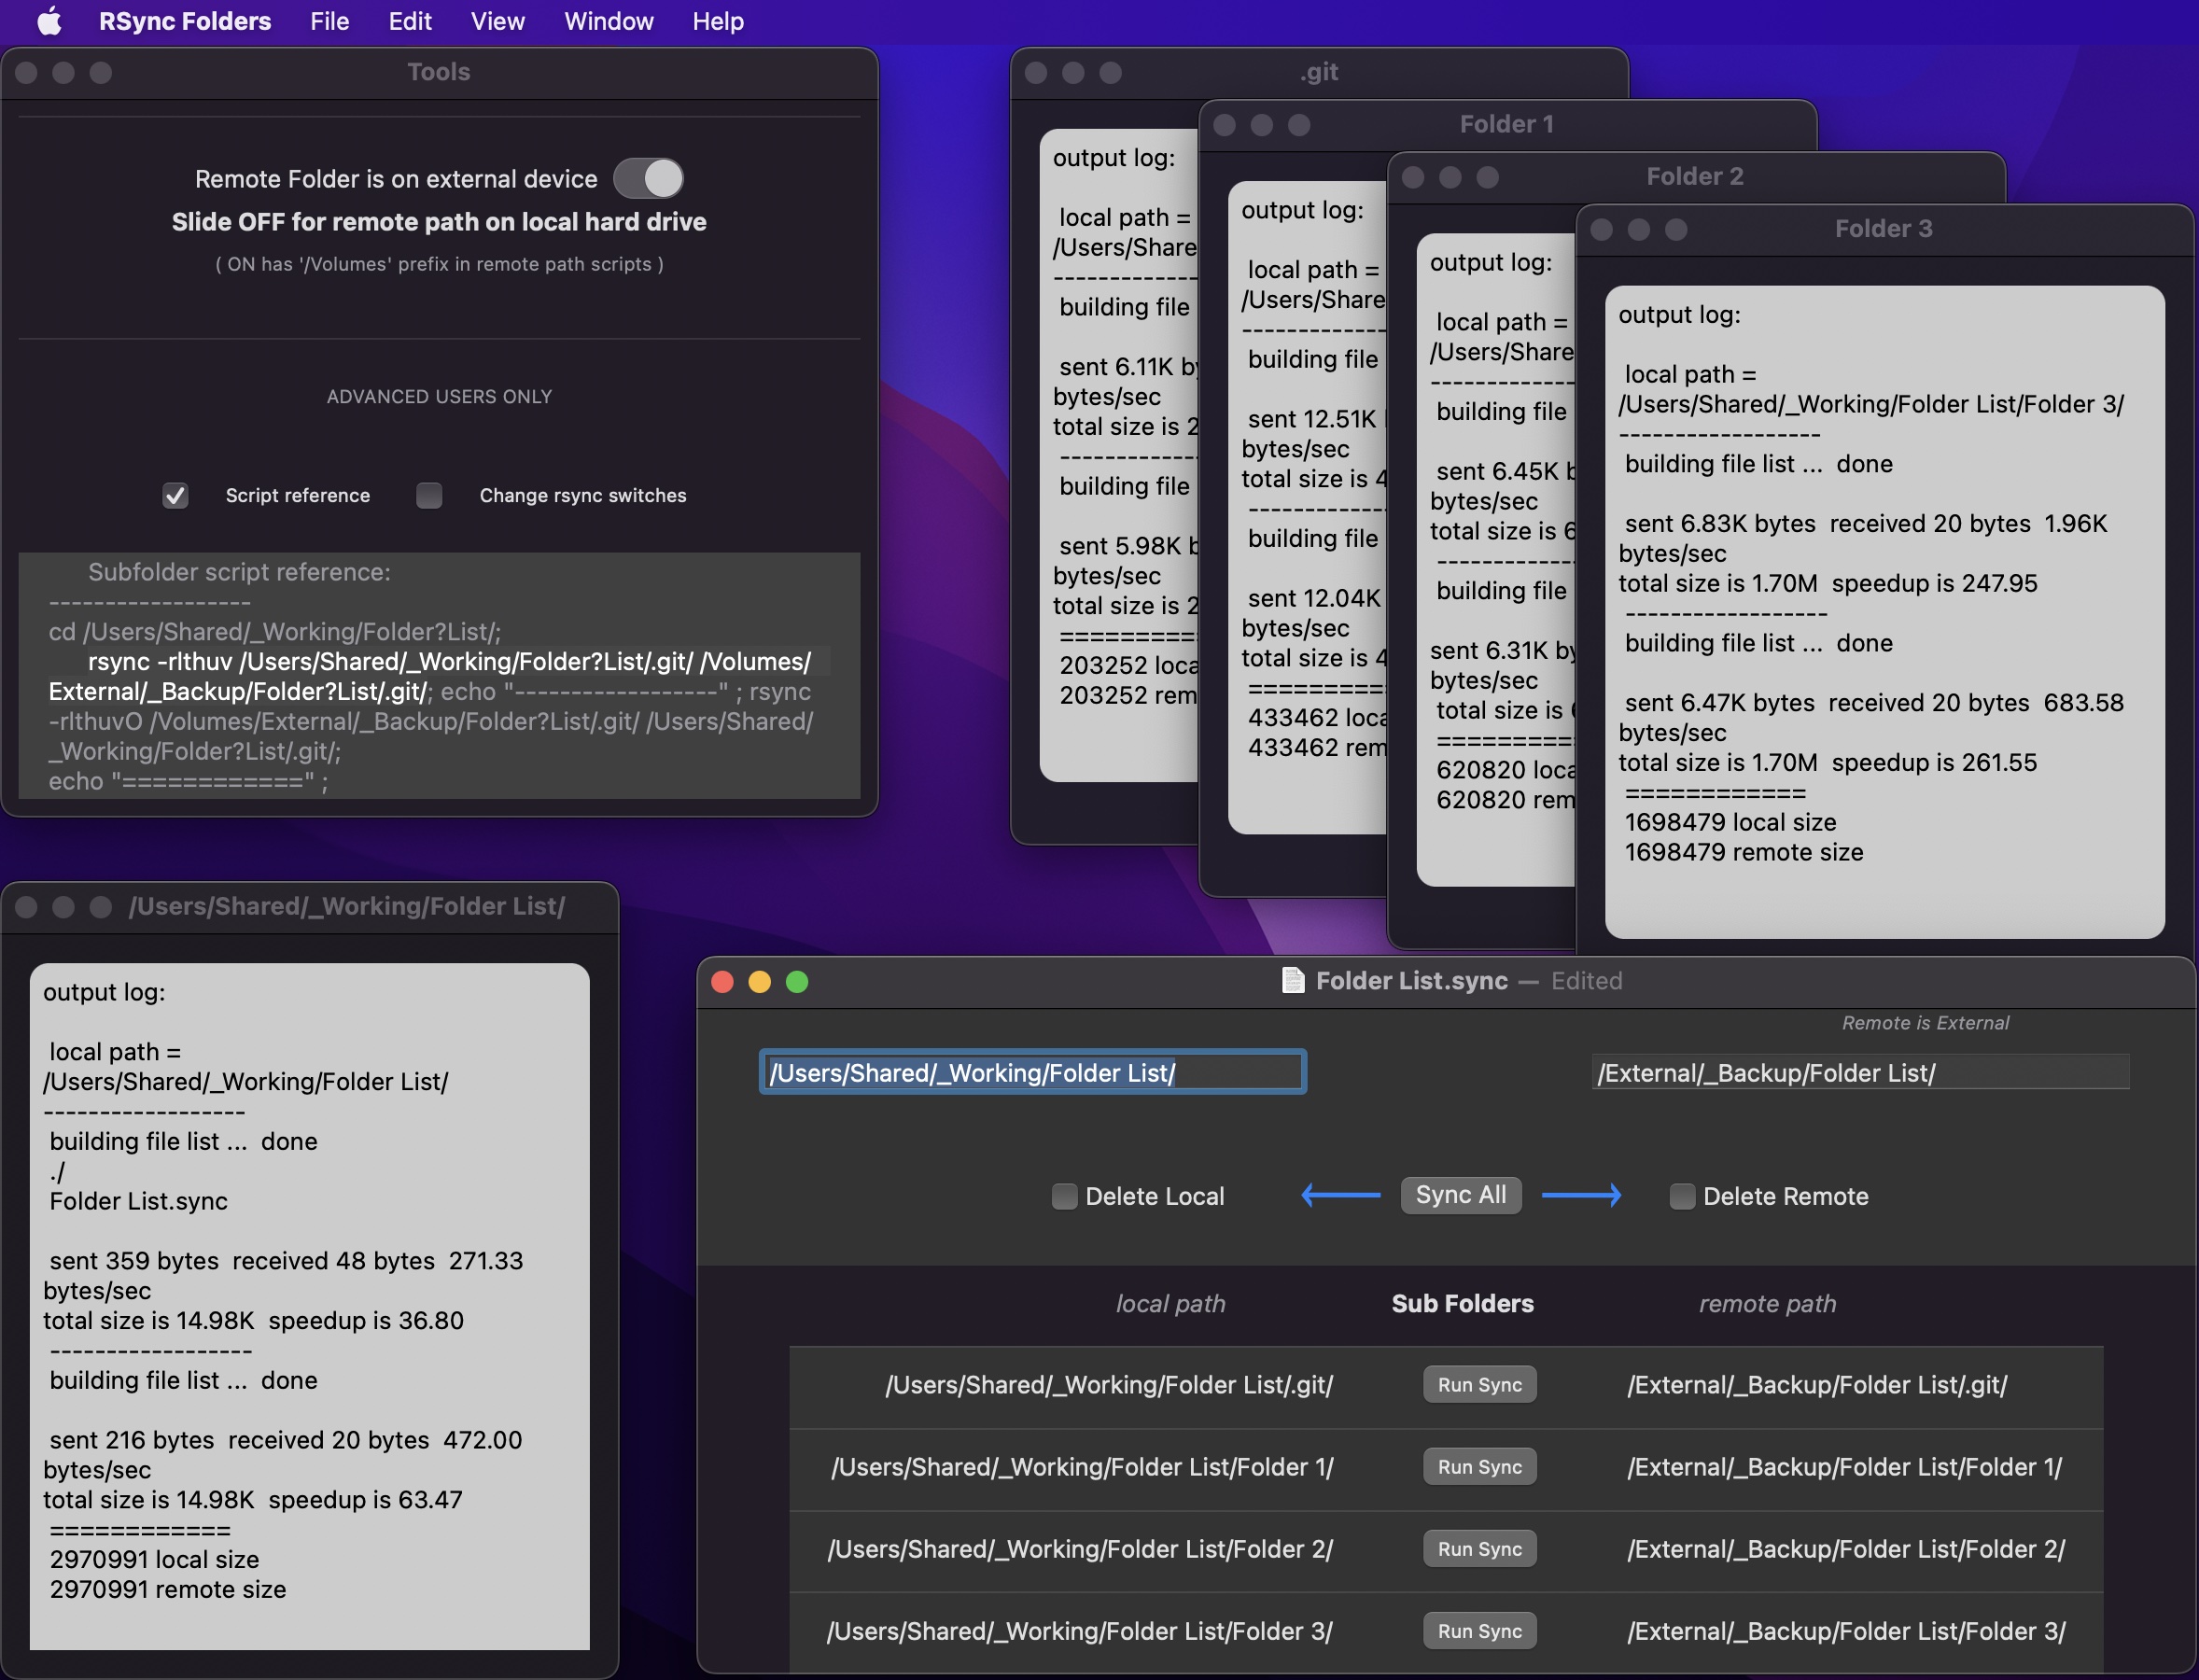 RSync Folders File Edit View Window Help
Tools
Remote Folder is on external device
Slide OFF for remote path on local hard drive
( ON has '/Volumes' prefix in remote path scripts )
ADVANCED USERS ONLY
Script reference
Change rsync switches
Subfolder script reference:
------------------
cd /Users/Shared/_Working/Folder?List/;
rsync -rlthuv /Users/Shared/_Working/Folder?List/.git/ /Volumes/
External/_Backup/Folder?List/.git/; echo "------------------" ; rsync
-rlthuvO /Volumes/External/_Backup/Folder?List/.git/ /Users/Shared/
_Working/Folder?List/.git/;
echo "============" ;
.git
output log:
local path =
/Users/Share
building file
sent 6.11K
bytes/sec
total size is 2
building file
sent 5.98K
bytes/sec
total size is 2
203252 loca
203252 rem
Folder 1
output log:
local path =
/Users/Share
building file
sent 12.51K
bytes/sec
total size is 4
building file
sent 12.04K
bytes/sec
total size is 4
433462 loca
433462 rem
Folder 2
output log:
local path =
/Users/Share
building file
sent 6.45K
bytes/sec
total size is 6
building file
sent 6.31K
bytes/sec
total size is
620820 loca
620820 rem
Folder 3
output log:
local path =
/Users/Shared/_Working/Folder List/Folder 3/
------------------
building file list ... done
sent 6.83K bytes received 20 bytes 1.96K
bytes/sec
total size is 1.70M speedup is 247.95
------------------
building file list ... done
sent 6.47K bytes received 20 bytes 683.58
bytes/sec
total size is 1.70M speedup is 261.55
============
1698479 local size
1698479 remote size
/Users/Shared/_Working/Folder List/
output log:
local path =
/Users/Shared/_Working/Folder List/
------------------
building file list ... done
./
Folder List.sync
sent 359 bytes received 48 bytes 271.33
bytes/sec
total size is 14.98K speedup is 36.80
------------------
building file list ... done
sent 216 bytes received 20 bytes 472.00
bytes/sec
total size is 14.98K speedup is 63.47
============
2970991 local size
2970991 remote size
Folder List.sync — Edited
Remote is External
/Users/Shared/_Working/Folder List/
/External/_Backup/Folder List/
Delete Local
Sync All
Delete Remote
local path Sub Folders remote path
/Users/Shared/_Working/Folder List/.git/ Run Sync /External/_Backup/Folder List/.git/
/Users/Shared/_Working/Folder List/Folder 1/ Run Sync /External/_Backup/Folder List/Folder 1/
/Users/Shared/_Working/Folder List/Folder 2/ Run Sync /External/_Backup/Folder List/Folder 2/
/Users/Shared/_Working/Folder List/Folder 3/ Run Sync /External/_Backup/Folder List/Folder 3/